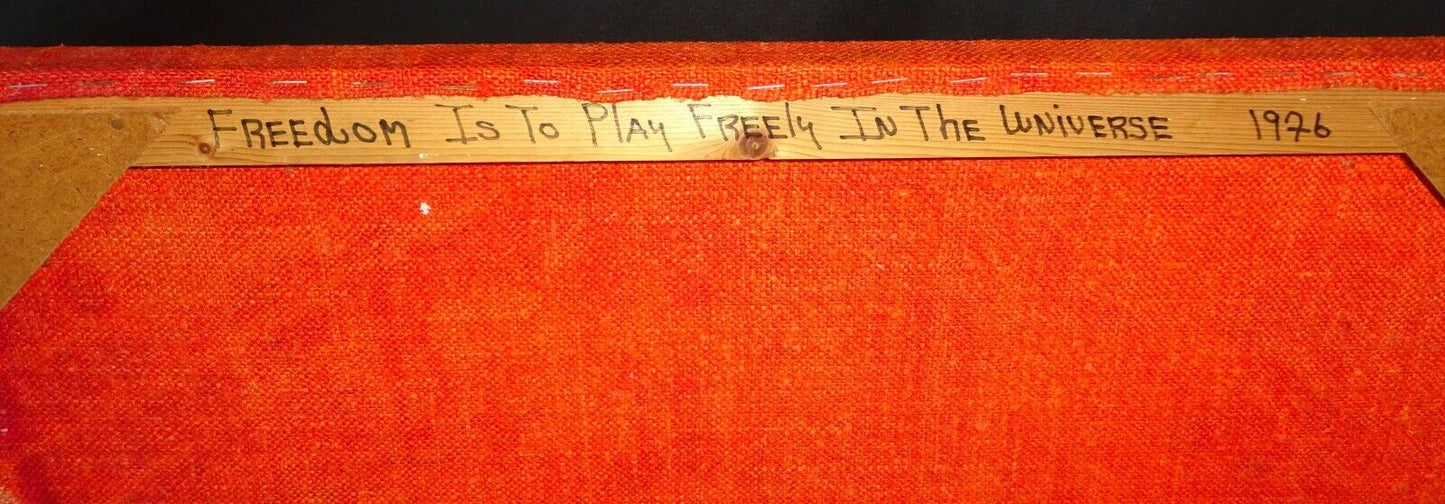 FREEdom Is To Play Freely In The UNIVERSE 1976